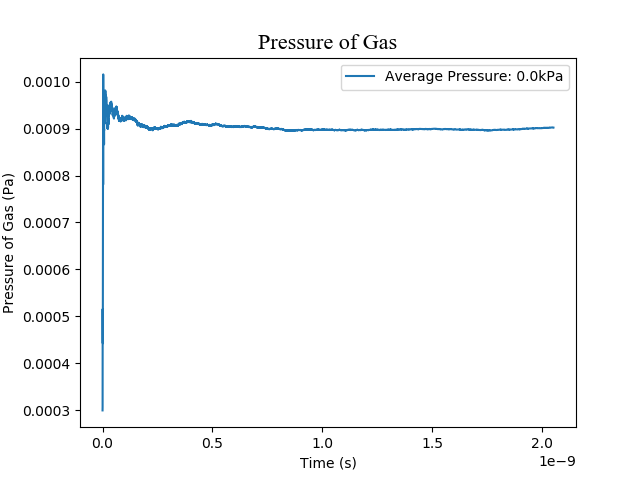 Pressure of Gas
Average Pressure: 0.0kPa
0.0010
0.0009
0.0008
0.0007
0.0006
0.0005
0.0004
0.0003
Pressure of Gas (Pa)
0.0
0.5
1.0
1.5
2.0
Time (s)
1e−9